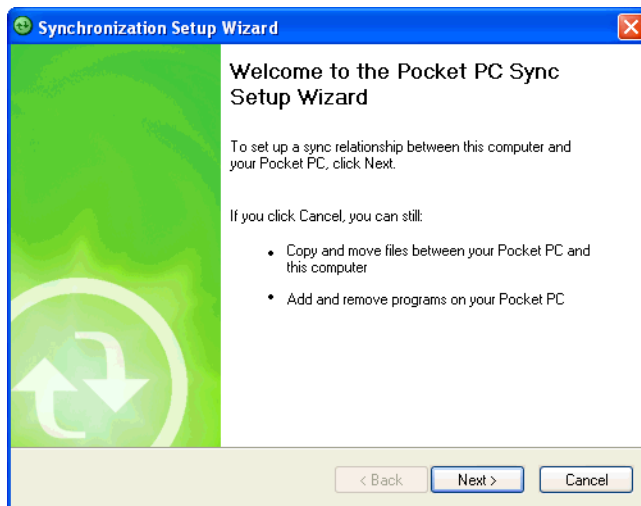 Synchronization Setup Wizard
Welcome to the Pocket PC Sync
Setup Wizard
To set up a sync relationship between this computer and
your Pocket PC, click Next.
If you click Cancel, you can still:
• Copy and move files between your Pocket PC and
this computer
• Add and remove programs on your Pocket PC
< Back
Next >
Cancel